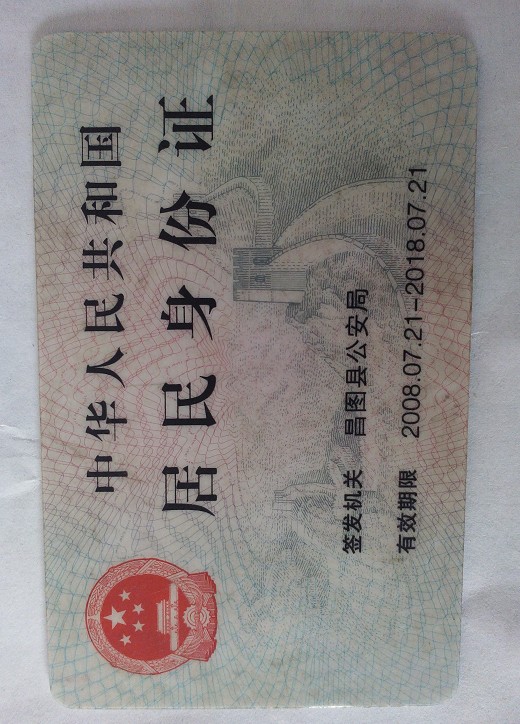 中华人民共和国
居民身份证
签发机关 昌图县公安局
有效期限 2008.07.21-2018.07.21